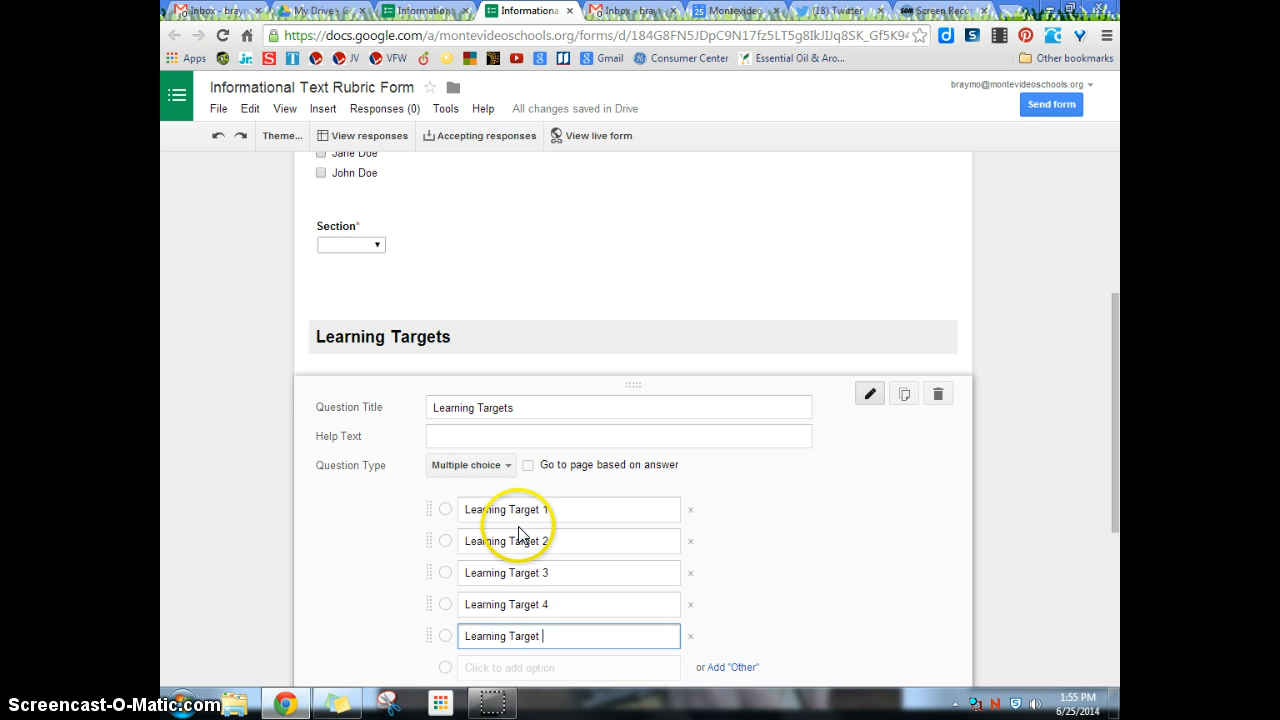 Inbox - bray
My Drive - G
Informationa
Informationa
Inbox - bray
Montevideo
(18) Twitter
Screen Reco
https://docs.google.com/a/montevideoschools.org/forms/d/
Apps
JV
VFW
Gmail
Consumer Center
Essential Oil & Aro...
Other bookmarks
Informational Text Rubric Form
braymo@montevideoschools.org
File Edit View Insert Responses (0) Tools Help All changes saved in Drive
Send form
Theme... View responses Accepting responses View live form
Jane Doe
John Doe
Section*
Learning Targets
Question Title Learning Targets
Help Text
Question Type Multiple choice Go to page based on answer
Learning Target 1
Learning Target 2
Learning Target 3
Learning Target 4
Learning Target
Click to add option or Add "Other"
Screencast-O-Matic.com
1:55 PM
6/25/2014